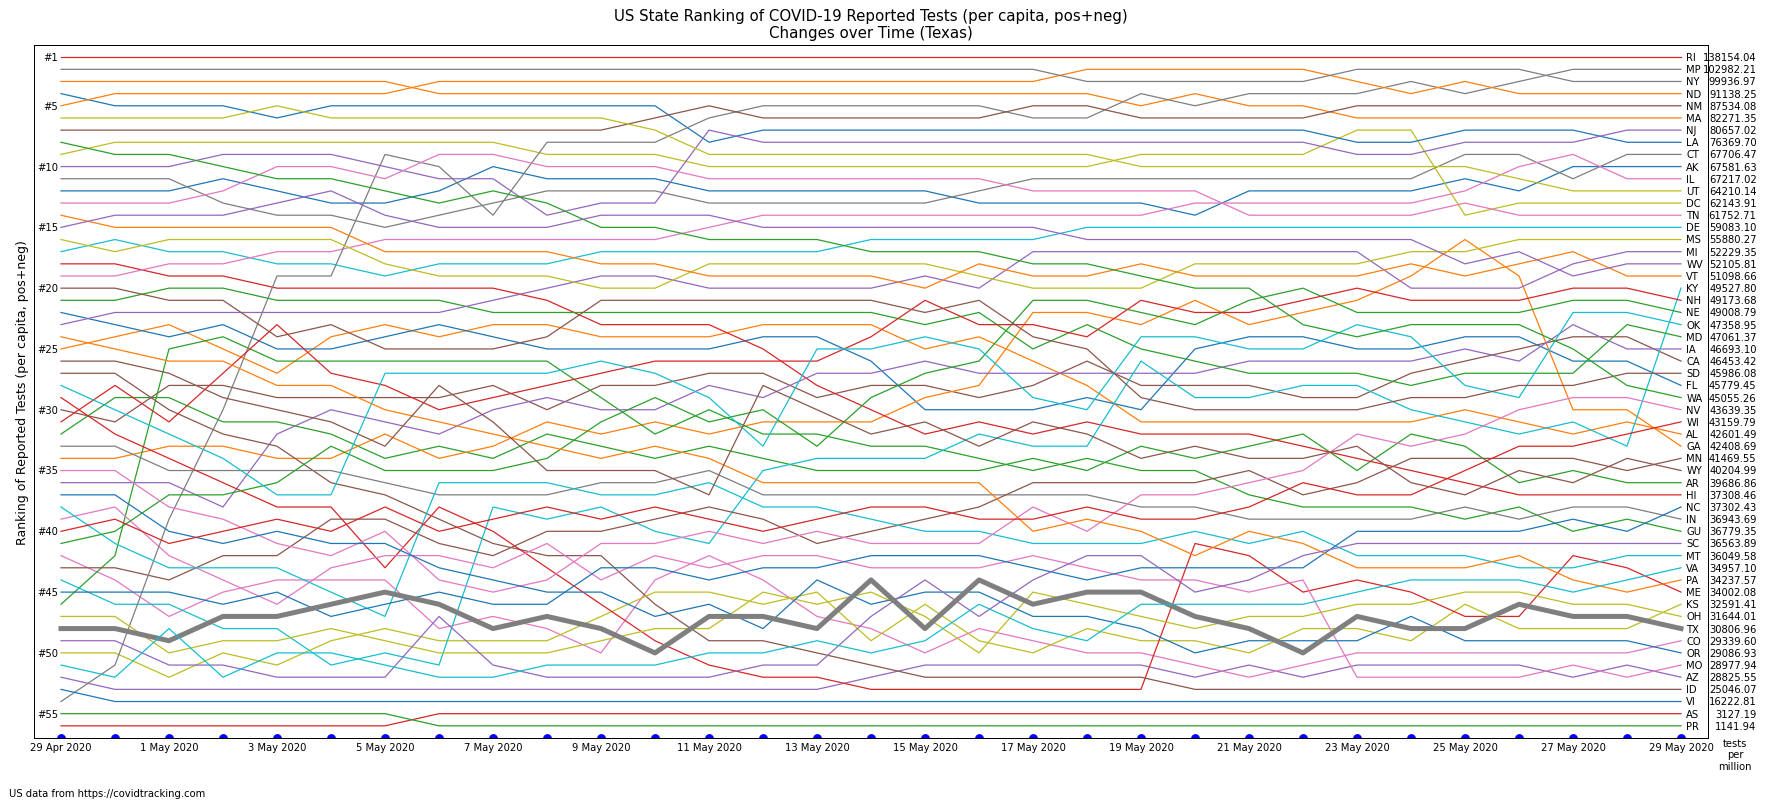 US State Ranking of COVID-19 Reported Tests (per capita, pos+neg)
Changes over Time (Texas)
Ranking of Reported Tests (per capita, pos+neg)
#1
#5
#10
#15
#20
#25
#30
#35
#40
#45
#50
#55
RI 138154.04
MP 102982.21
NY 99936.97
ND 91138.25
NM 87534.08
MA 82271.35
NJ 80657.02
LA 76369.70
CT 67706.47
AK 67581.63
IL 67217.02
UT 64210.14
DC 62143.91
TN 61752.71
DE 59083.10
MS 55880.27
MI 52229.35
WV 52105.81
VT 51098.66
KY 49527.80
NH 49173.68
NE 49008.79
OK 47358.95
MD 47061.37
IA 46693.10
CA 46453.42
SD 45986.08
FL 45779.45
WA 45055.26
NV 43639.35
WI 43159.79
AL 42601.49
GA 42408.69
MN 41469.55
WY 40204.99
AR 39686.86
HI 37308.46
NC 37302.43
IN 36943.69
GU 36779.35
SC 36563.89
MT 36049.58
VA 34957.10
PA 34237.57
ME 34002.08
KS 32591.41
OH 31644.01
TX 30806.96
CO 29339.60
OR 29086.93
MO 28977.94
AZ 28825.55
ID 25046.07
VI 16222.81
AS 3127.19
PR 1141.94
29 Apr 2020
1 May 2020
3 May 2020
5 May 2020
7 May 2020
9 May 2020
11 May 2020
13 May 2020
15 May 2020
17 May 2020
19 May 2020
21 May 2020
23 May 2020
25 May 2020
27 May 2020
29 May 2020
tests
per
million
US data from https://covidtracking.com